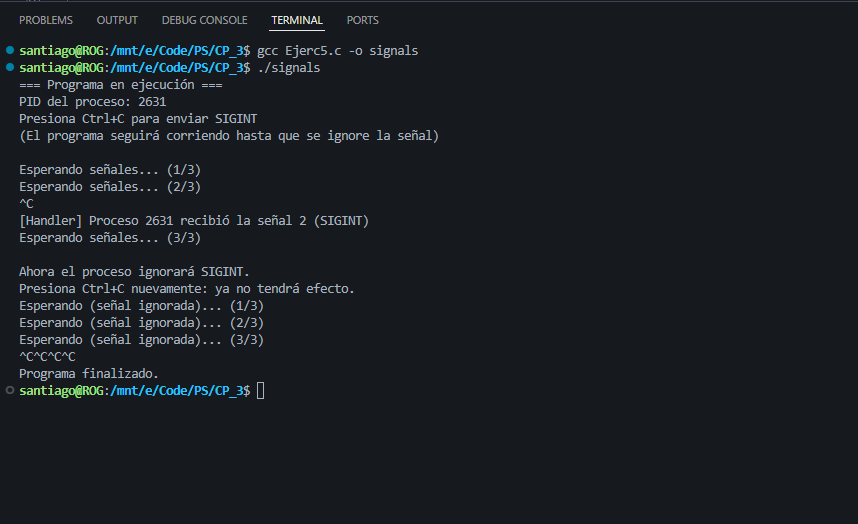 PROBLEMS OUTPUT DEBUG CONSOLE TERMINAL PORTS
santiago@ROG:/mnt/e/Code/PS/CP_3$ gcc Ejerc5.c -o signals
santiago@ROG:/mnt/e/Code/PS/CP_3$ ./signals
=== Programa en ejecución ===
PID del proceso: 2631
Presiona Ctrl+C para enviar SIGINT
(El programa seguirá corriendo hasta que se ignore la señal)
Esperando señales... (1/3)
Esperando señales... (2/3)
^C
[Handler] Proceso 2631 recibió la señal 2 (SIGINT)
Esperando señales... (3/3)
Ahora el proceso ignorará SIGINT.
Presiona Ctrl+C nuevamente: ya no tendrá efecto.
Esperando (señal ignorada)... (1/3)
Esperando (señal ignorada)... (2/3)
Esperando (señal ignorada)... (3/3)
^C^C^C^C
Programa finalizado.
santiago@ROG:/mnt/e/Code/PS/CP_3$